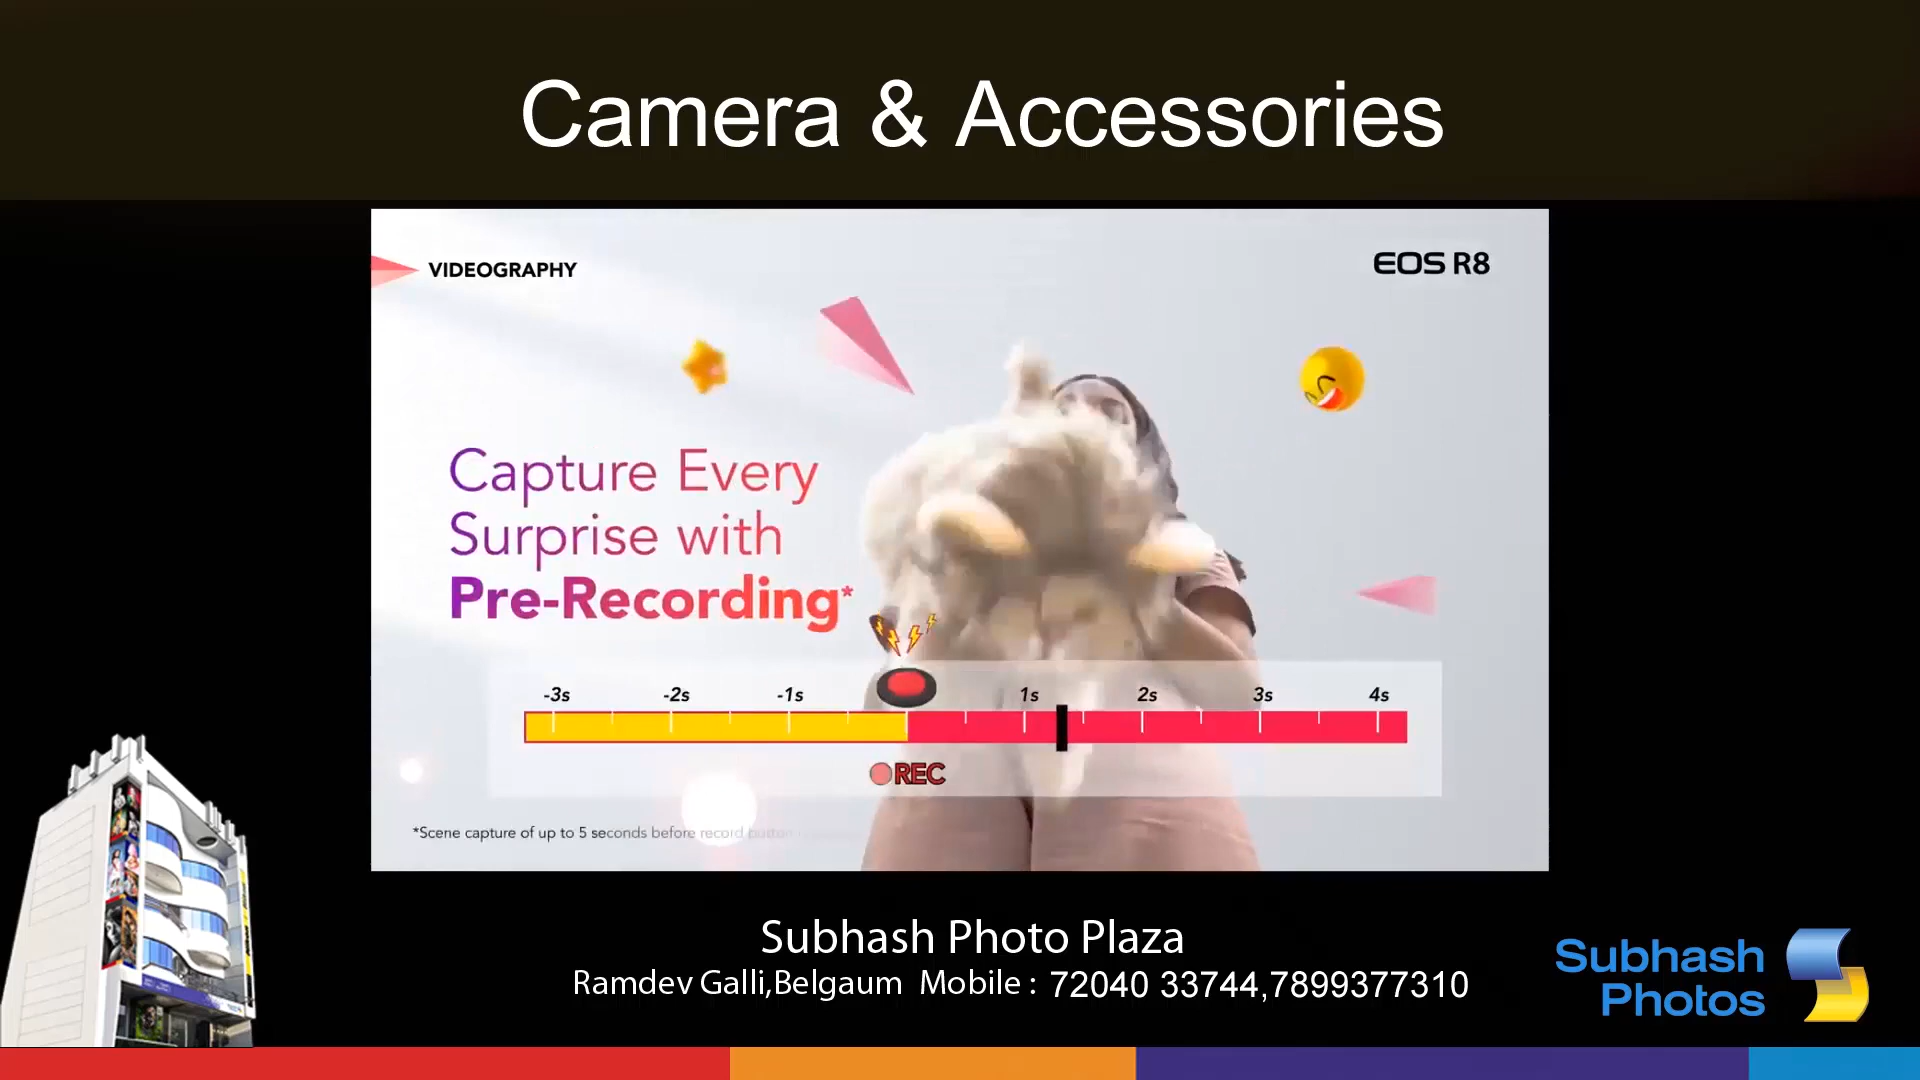 Camera & Accessories
VIDEOGRAPHY
EOS R8
Capture Every
Surprise with
Pre-Recording*
-3s -2s -1s 1s 2s 3s 4s
REC
*Scene capture of up to 5 seconds before record button
Subhash Photo Plaza
Ramdev Galli,Belgaum Mobile : 72040 33744,7899377310
Subhash
Photos